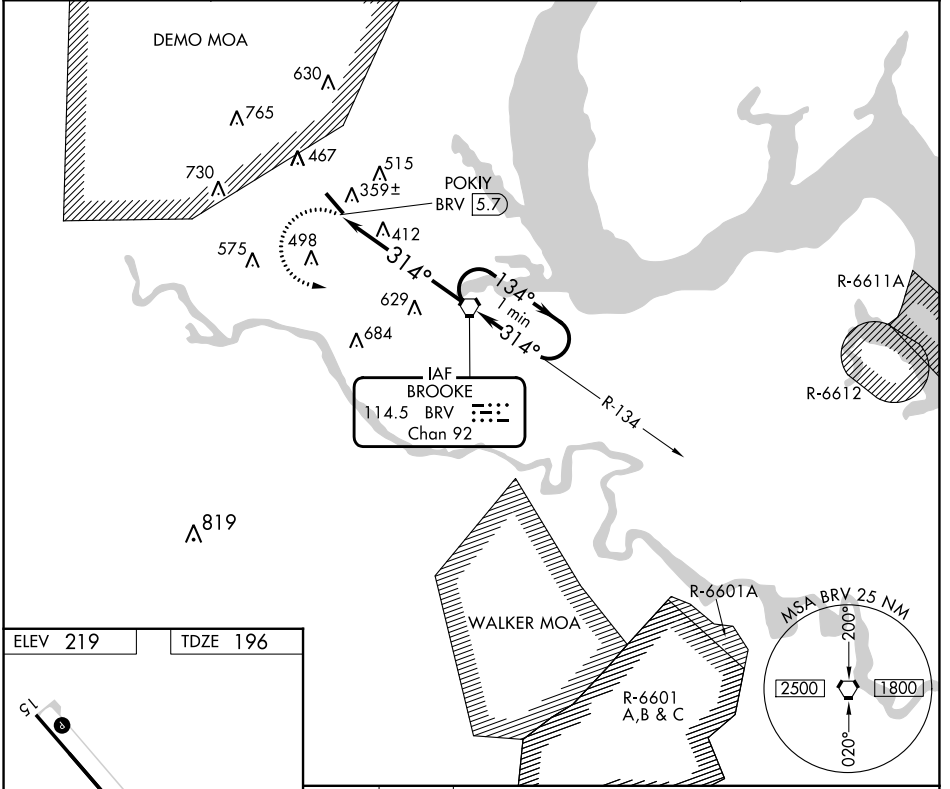 DEMO MOA
630
765
467
730
515
359±
POKIY
BRV 5.7
412
498
575
314°
134°
1 min
314°
629
684
R-6611A
R-6612
IAF
BROOKE
114.5 BRV
Chan 92
R-134
819
WALKER MOA
R-6601A
R-6601
A,B & C
MSA BRV 25 NM
200°
2500
1800
020°
ELEV 219
TDZE 196
15
P